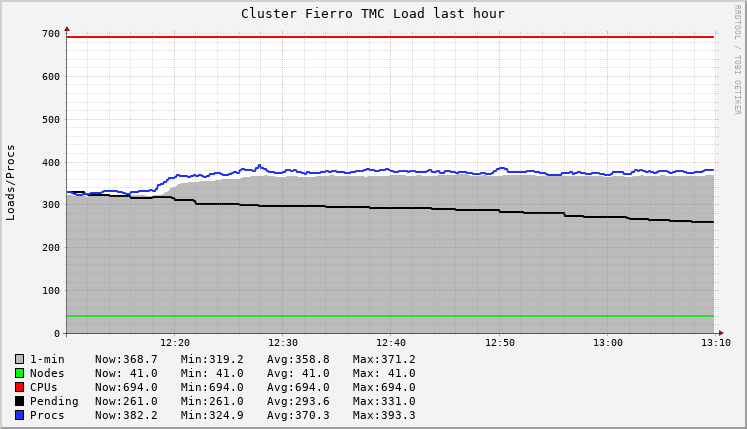 Cluster Fierro TMC Load last hour
RRDTOOL / TOBI OETIKER
Loads/Procs
700
600
500
400
300
200
100
0
12:20 12:30 12:40 12:50 13:00 13:10
1-min Now:368.7 Min:319.2 Avg:358.8 Max:371.2
Nodes Now: 41.0 Min: 41.0 Avg: 41.0 Max: 41.0
CPUs Now:694.0 Min:694.0 Avg:694.0 Max:694.0
Pending Now:261.0 Min:261.0 Avg:293.6 Max:331.0
Procs Now:382.2 Min:324.9 Avg:370.3 Max:393.3